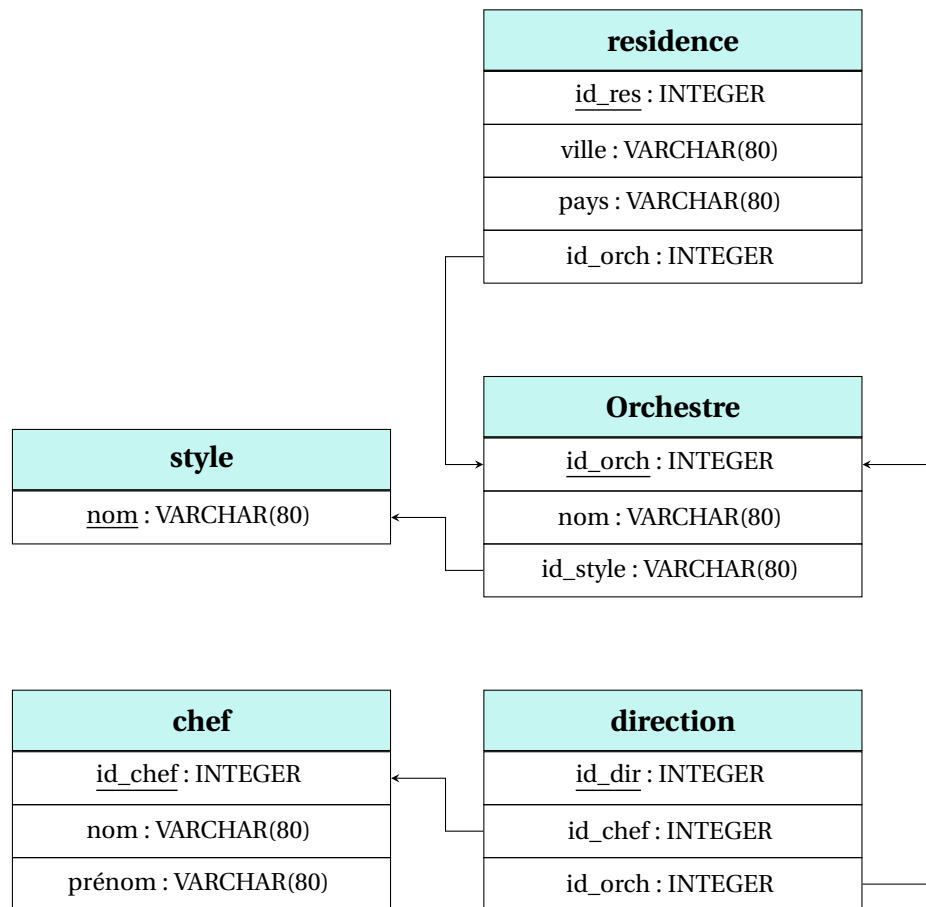 residence
id_res : INTEGER
ville : VARCHAR(80)
pays : VARCHAR(80)
id_orch : INTEGER
Orchestre
id_orch : INTEGER
nom : VARCHAR(80)
id_style : VARCHAR(80)
style
nom : VARCHAR(80)
chef
id_chef : INTEGER
nom : VARCHAR(80)
prénom : VARCHAR(80)
direction
id_dir : INTEGER
id_chef : INTEGER
id_orch : INTEGER